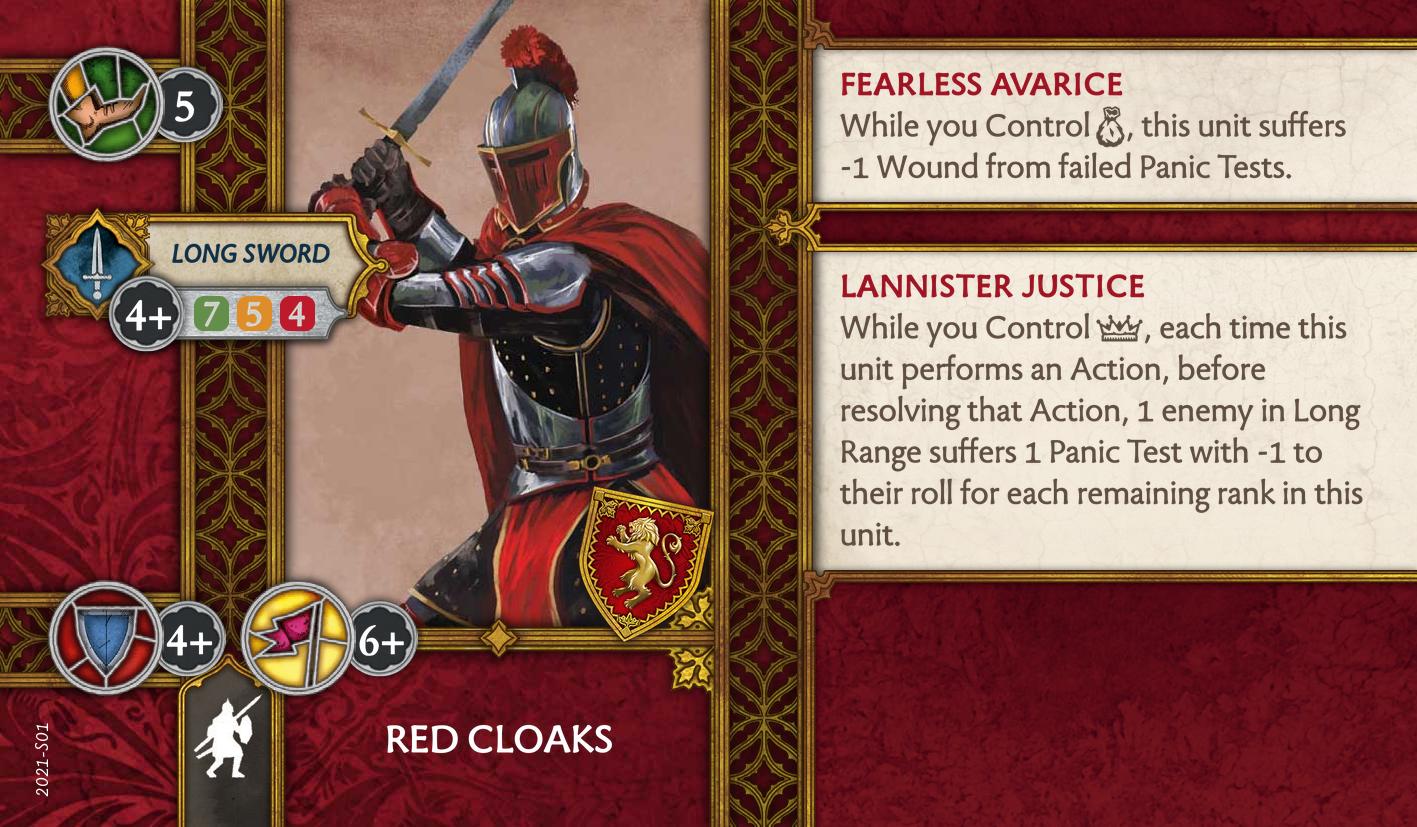 5
LONG SWORD
4+ 7 5 4
4+ 6+
RED CLOAKS
2021-S01
FEARLESS AVARICE
While you Control , this unit suffers
-1 Wound from failed Panic Tests.
LANNISTER JUSTICE
While you Control , each time this
unit performs an Action, before
resolving that Action, 1 enemy in Long
Range suffers 1 Panic Test with -1 to
their roll for each remaining rank in this
unit.